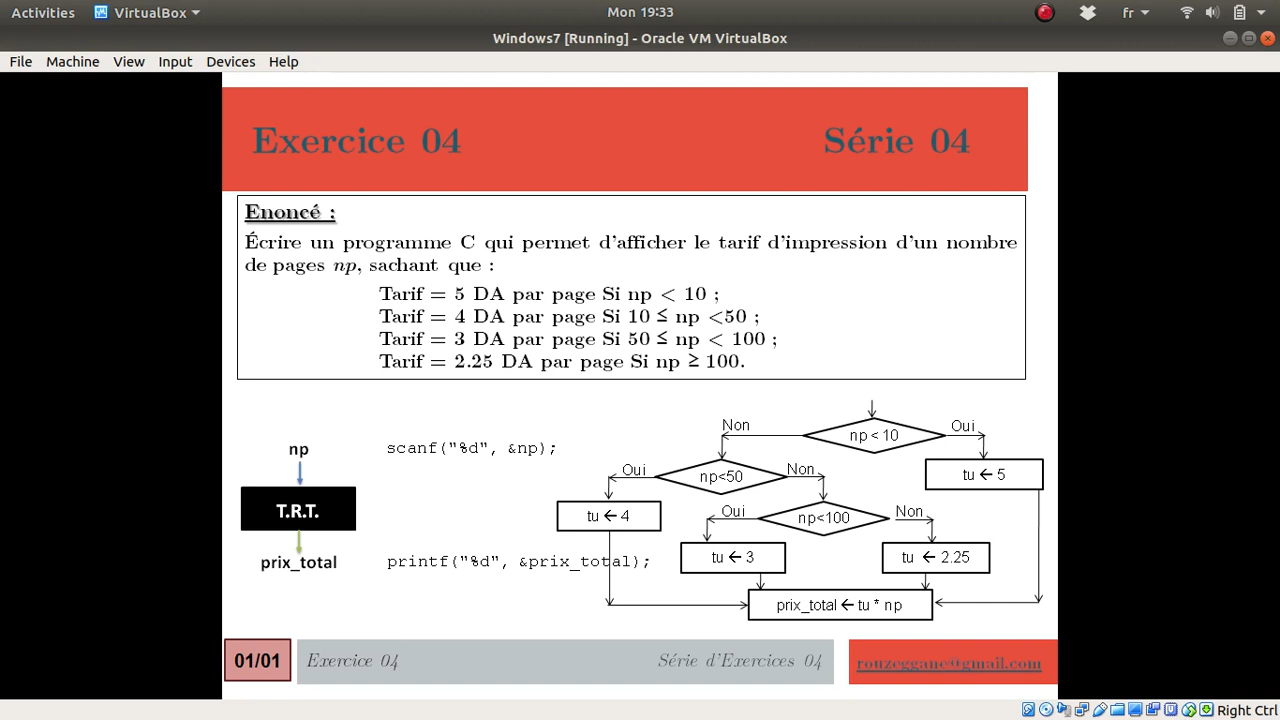 Activities VirtualBox Mon 19:33 fr
Windows7 [Running] - Oracle VM VirtualBox
File Machine View Input Devices Help
Exercice 04 Série 04
Enoncé :
Écrire un programme C qui permet d'afficher le tarif d'impression d'un nombre
de pages np, sachant que :
Tarif = 5 DA par page Si np < 10 ;
Tarif = 4 DA par page Si 10 ≤ np <50 ;
Tarif = 3 DA par page Si 50 ≤ np < 100 ;
Tarif = 2.25 DA par page Si np ≥ 100.
np
scanf("%d", &np);
T.R.T.
prix_total
printf("%d", &prix_total);
Non
np < 10
Oui
Oui
np<50
Non
tu ← 5
tu ← 4
Oui
np<100
Non
tu ← 3
tu ← 2.25
prix_total ← tu * np
01/01 Exercice 04 Série d'Exercices 04 rouzeggane@gmail.com
Right Ctrl